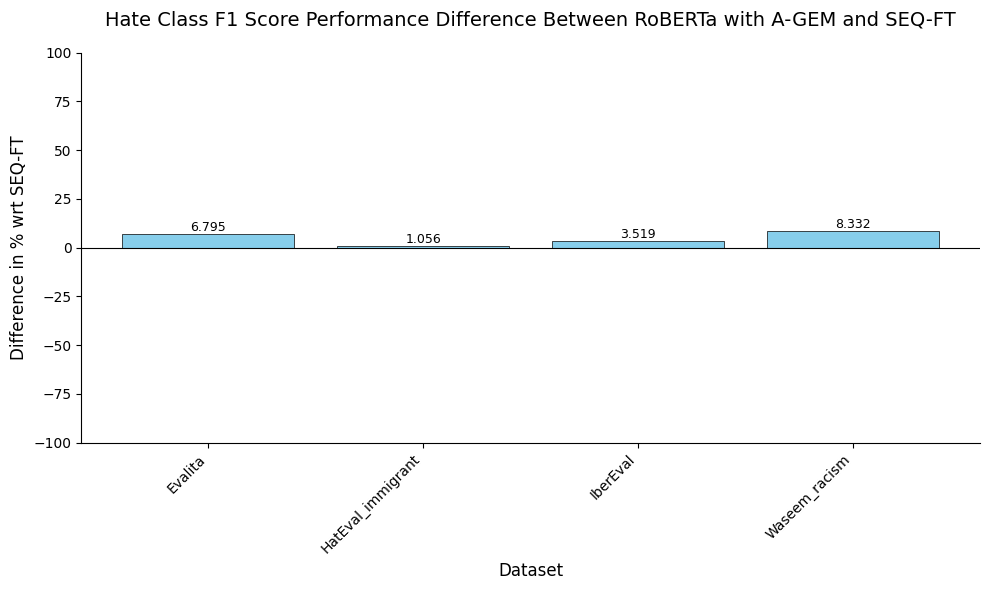 Hate Class F1 Score Performance Difference Between RoBERTa with A-GEM and SEQ-FT
Difference in % wrt SEQ-FT
100
75
50
25
0
−25
−50
−75
−100
6.795
1.056
3.519
8.332
Evalita
HatEval_immigrant
IberEval
Waseem_racism
Dataset